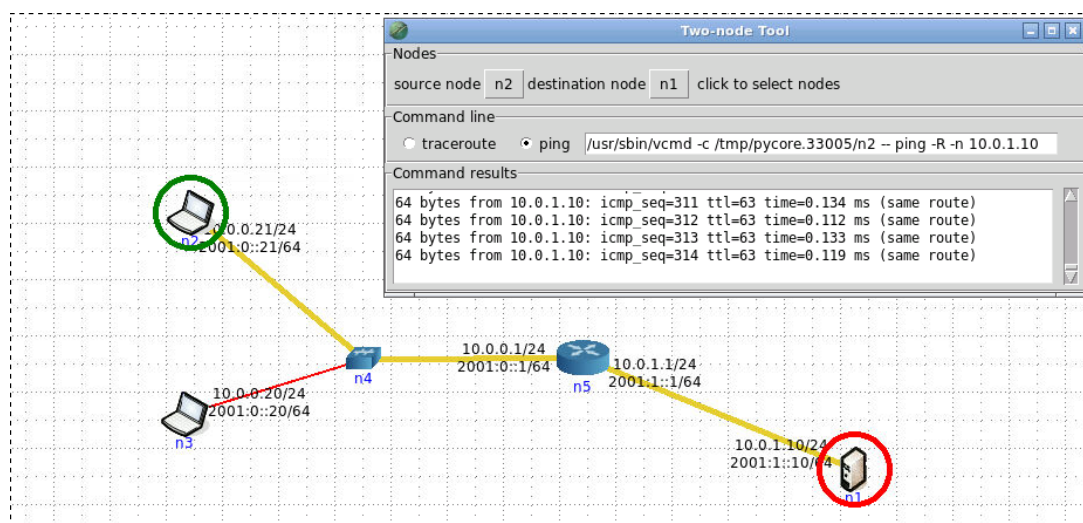 Two-node Tool
Nodes
source node n2 destination node n1 click to select nodes
Command line
traceroute ping /usr/sbin/vcmd -c /tmp/pycore.33005/n2 -- ping -R -n 10.0.1.10
Command results
64 bytes from 10.0.1.10: icmp_seq=311 ttl=63 time=0.134 ms (same route)
64 bytes from 10.0.1.10: icmp_seq=312 ttl=63 time=0.112 ms (same route)
64 bytes from 10.0.1.10: icmp_seq=313 ttl=63 time=0.133 ms (same route)
64 bytes from 10.0.1.10: icmp_seq=314 ttl=63 time=0.119 ms (same route)
10.0.0.21/24
n2
2001:0::21/64
10.0.0.1/24
2001:0::1/64
n4
n5
10.0.1.1/24
2001:1::1/64
10.0.0.20/24
2001:0::20/64
n3
10.0.1.10/24
2001:1::10/64
n1